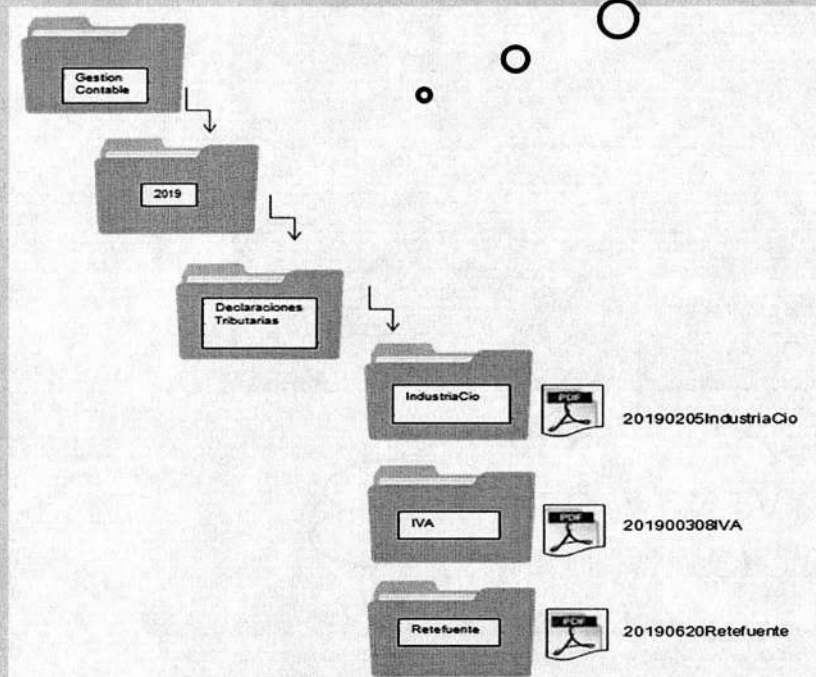 Gestion
Contable
2019
Declaraciones
Tributarias
IndustriaCio
PDF
20190205IndustriaCio
IVA
PDF
201900308IVA
Retefuente
PDF
20190620Retefuente